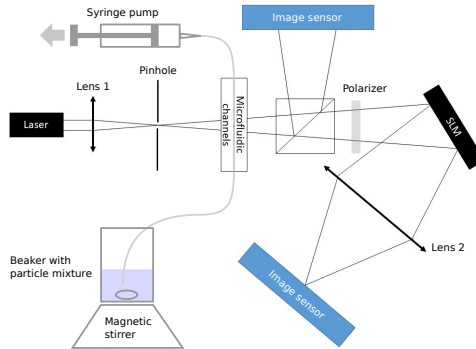 Syringe pump
Image sensor
Pinhole
Lens 1
Polarizer
Laser
Microfluidic
channels
SLM
Lens 2
Beaker with
particle mixture
Image sensor
Magnetic
stirrer